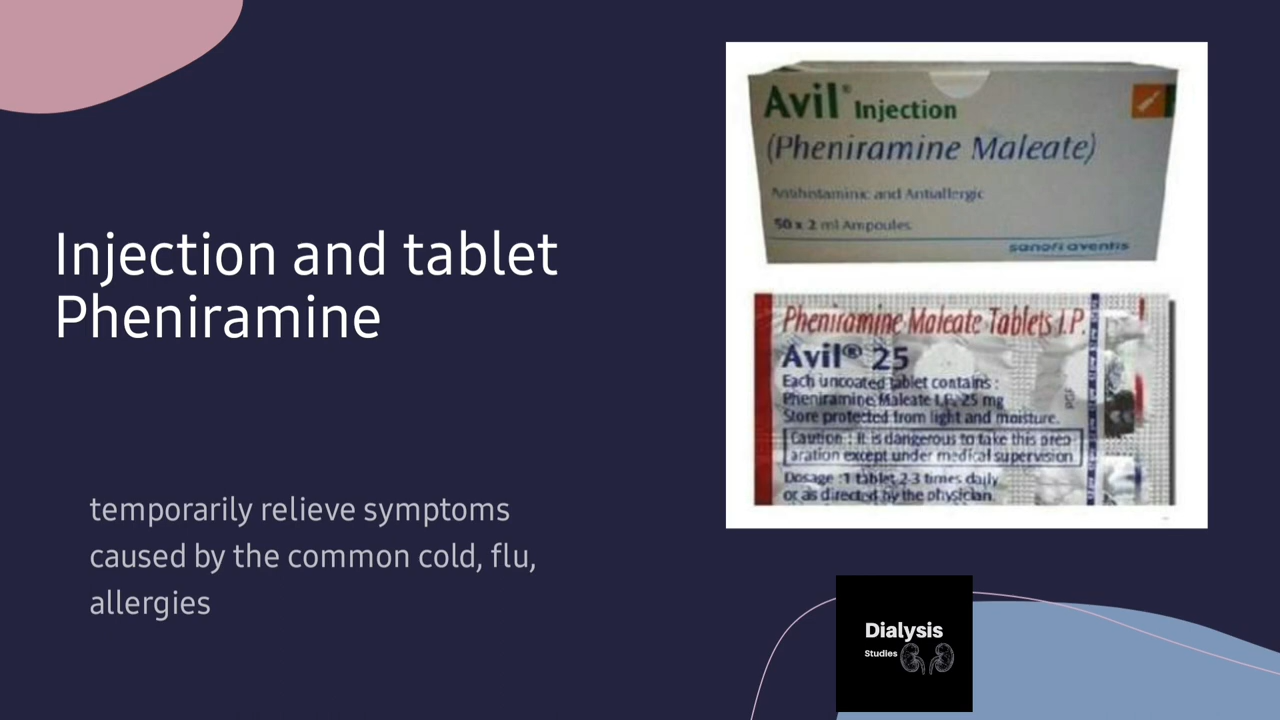 Injection and tablet
Pheniramine
temporarily relieve symptoms
caused by the common cold, flu,
allergies
Avil® Injection
(Pheniramine Maleate)
Antihistaminic and Antiallergic
50 x 2 ml Ampoules
sanofi aventis
Pheniramine Maleate Tablets I.P.
Avil® 25
Each uncoated tablet contains :
Pheniramine Maleate I.P. 25 mg
Store protected from light and moisture.
Caution : It is dangerous to take this prep-
aration except under medical supervision
Dosage : 1 tablet 2-3 times daily
or as directed by the physician.
Dialysis
Studies